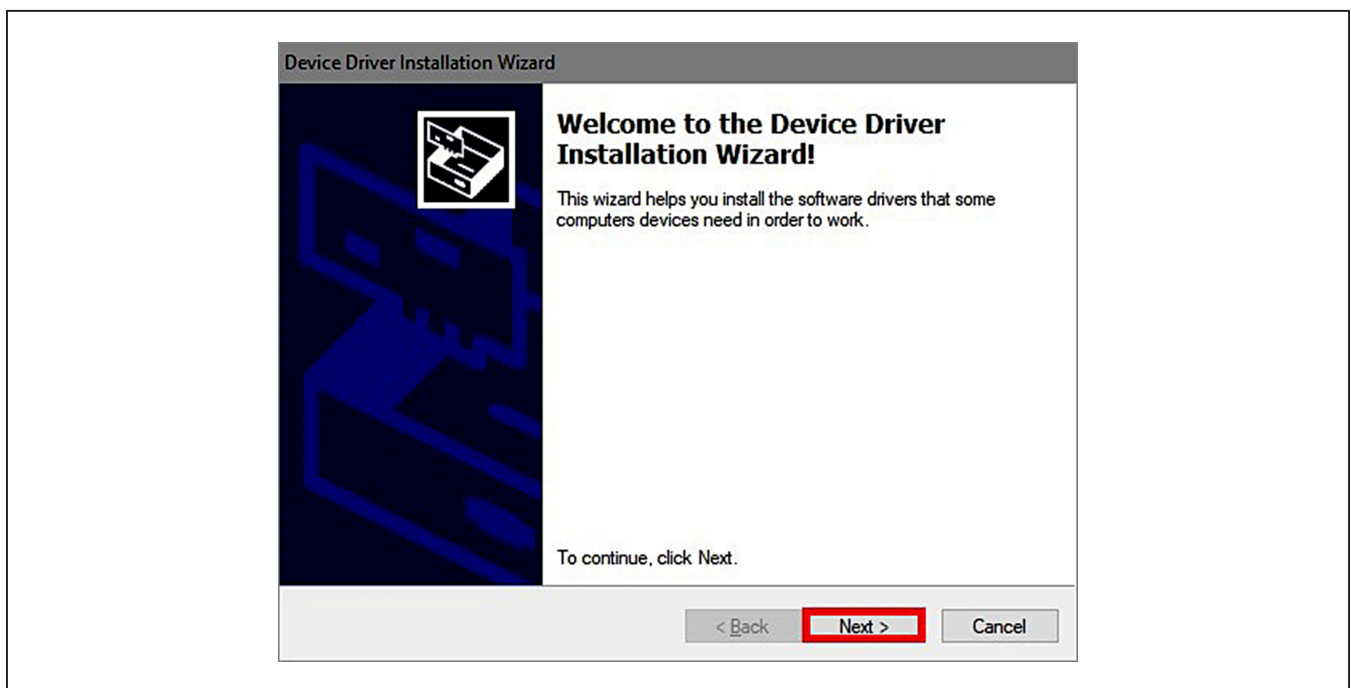 Device Driver Installation Wizard
Welcome to the Device Driver
Installation Wizard!
This wizard helps you install the software drivers that some
computers devices need in order to work.
To continue, click Next.
< Back
Next >
Cancel